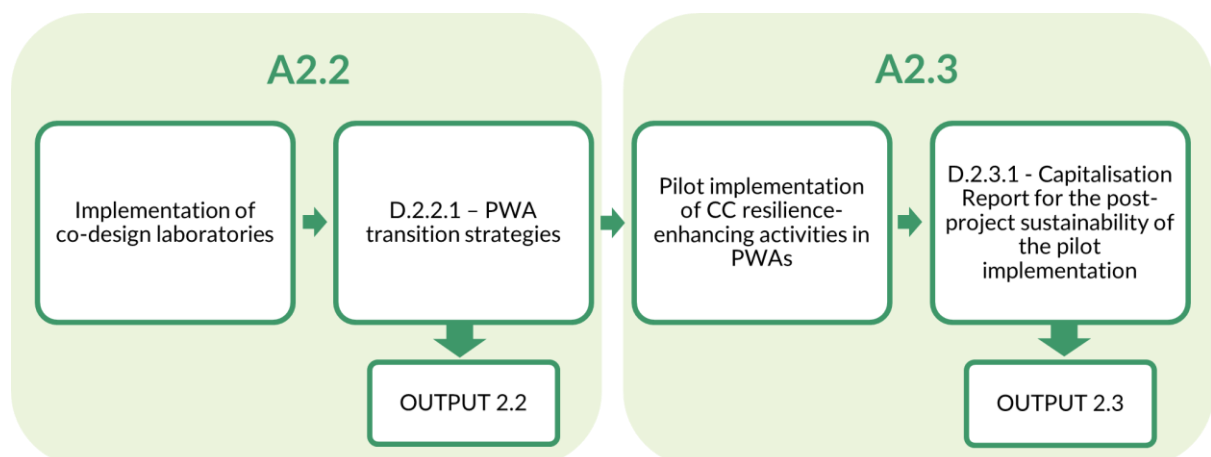 A2.2
Implementation of
co-design laboratories
D.2.2.1 – PWA
transition strategies
OUTPUT 2.2
A2.3
Pilot implementation
of CC resilience-
enhancing activities in
PWAs
D.2.3.1 - Capitalisation
Report for the post-
project sustainability of
the pilot
implementation
OUTPUT 2.3